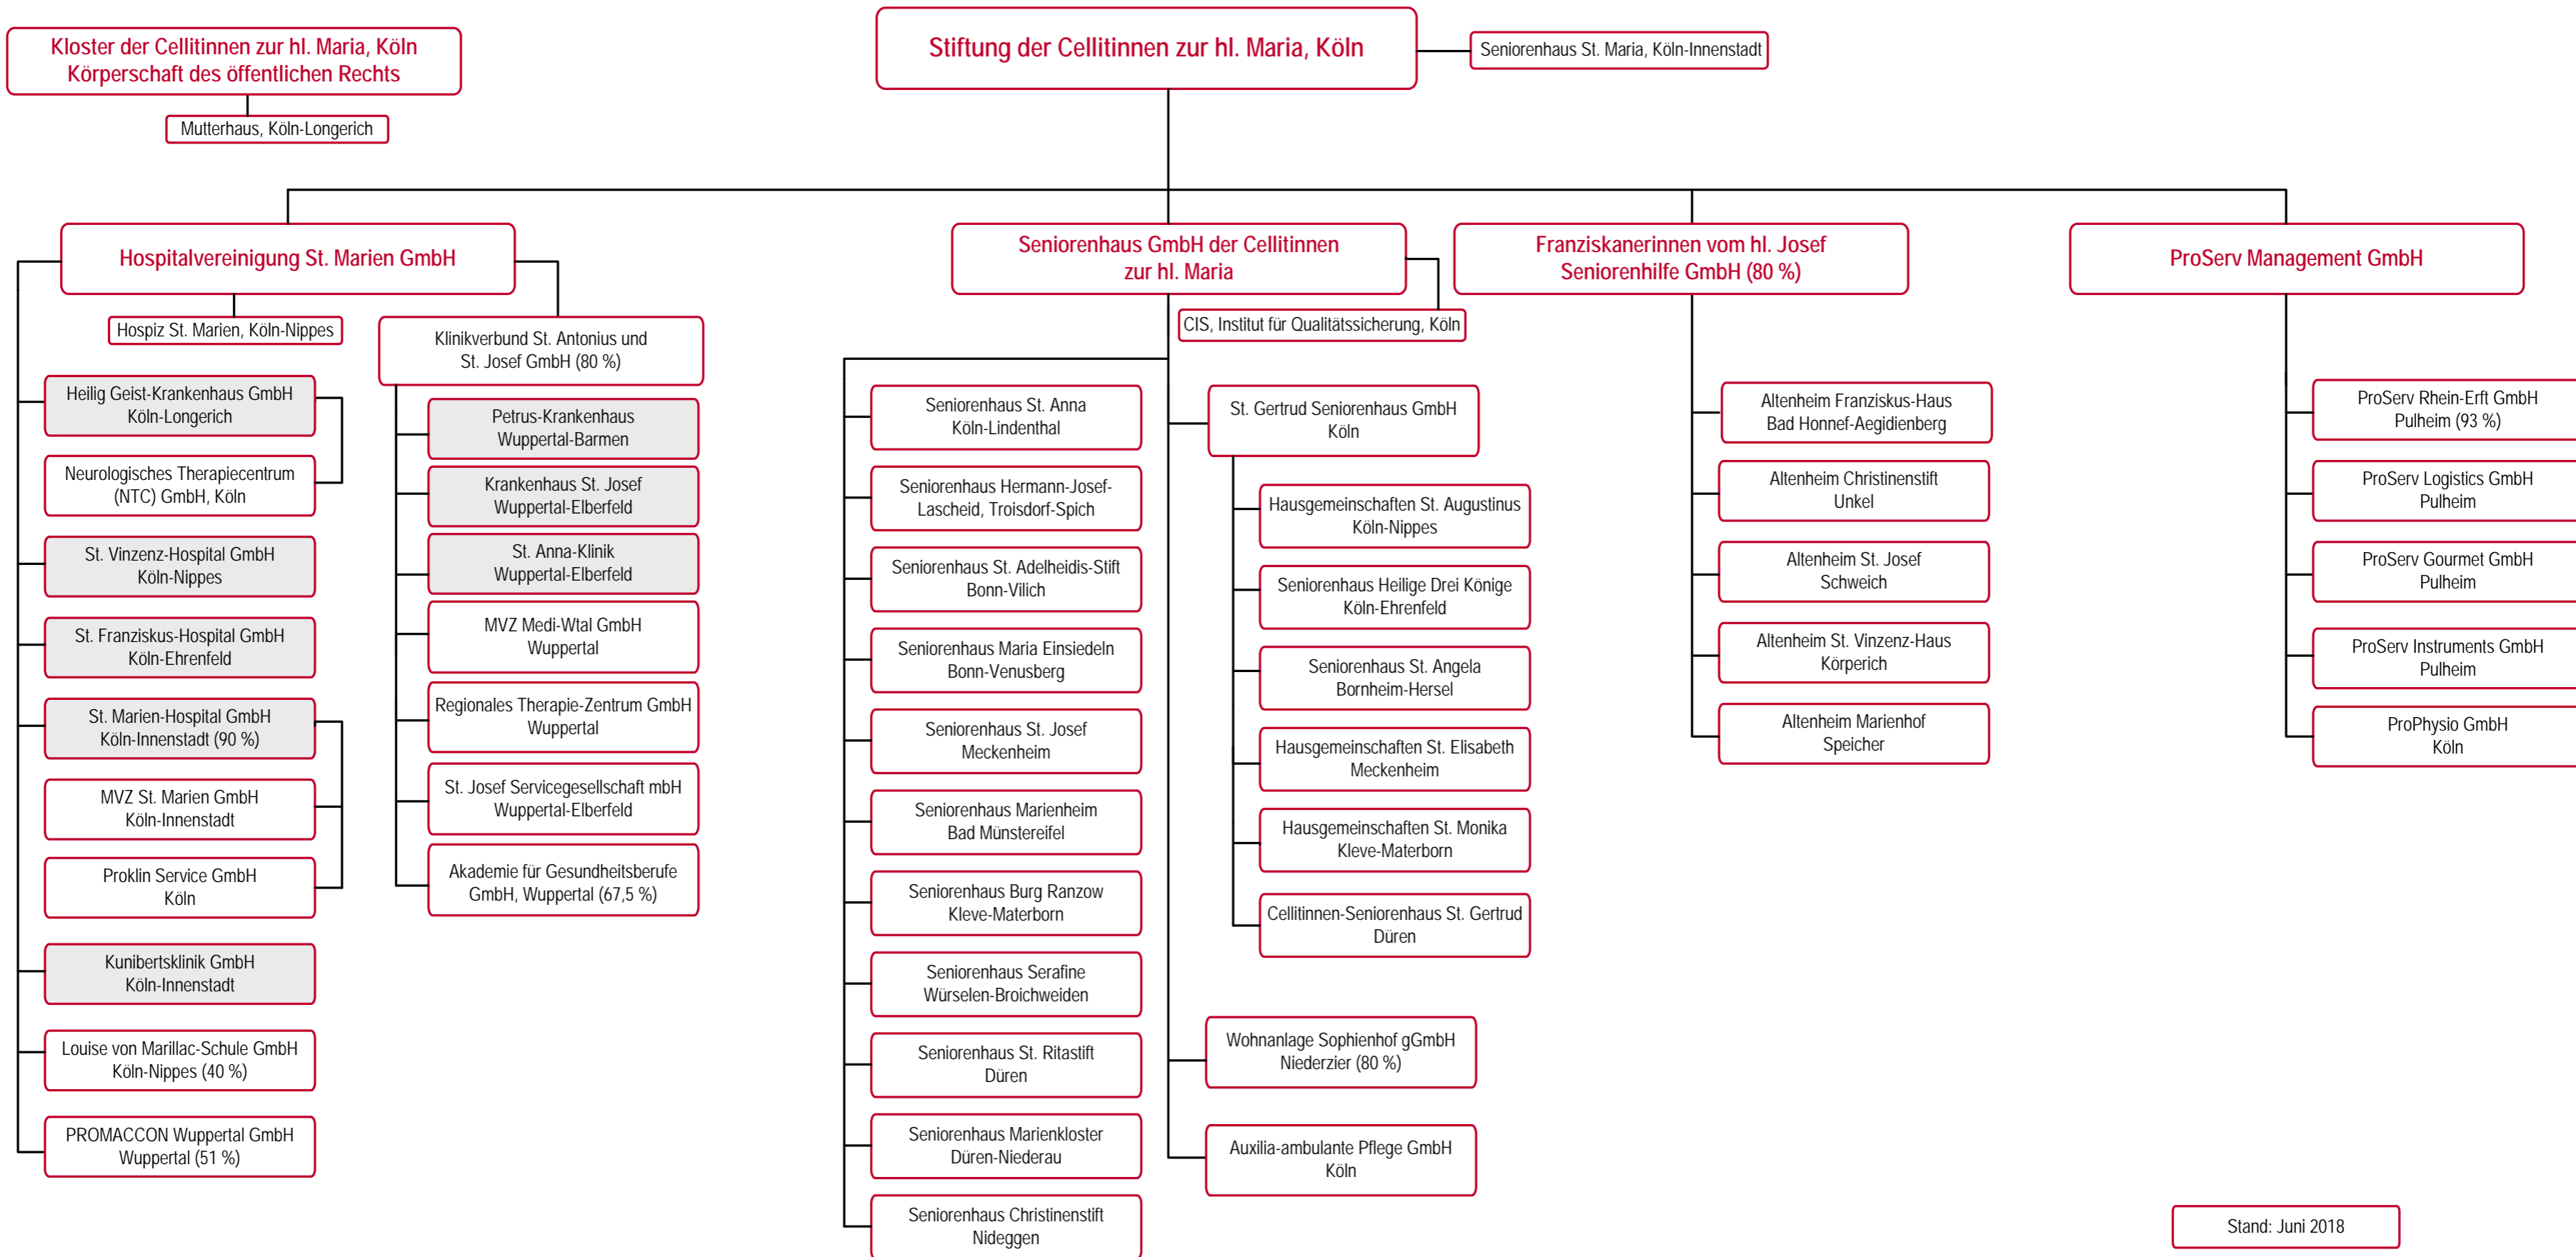 Kloster der Cellitinnen zur hl. Maria, Köln
Körperschaft des öffentlichen Rechts
Mutterhaus, Köln-Longerich
Stiftung der Cellitinnen zur hl. Maria, Köln
Seniorenhaus St. Maria, Köln-Innenstadt
Hospitalvereinigung St. Marien GmbH
Hospiz St. Marien, Köln-Nippes
Heilig Geist-Krankenhaus GmbH
Köln-Longerich
Neurologisches Therapiecentrum
(NTC) GmbH, Köln
St. Vinzenz-Hospital GmbH
Köln-Nippes
St. Franziskus-Hospital GmbH
Köln-Ehrenfeld
St. Marien-Hospital GmbH
Köln-Innenstadt (90 %)
MVZ St. Marien GmbH
Köln-Innenstadt
Proklin Service GmbH
Köln
Kunibertsklinik GmbH
Köln-Innenstadt
Louise von Marillac-Schule GmbH
Köln-Nippes (40 %)
PROMACCON Wuppertal GmbH
Wuppertal (51 %)
Klinikverbund St. Antonius und
St. Josef GmbH (80 %)
Petrus-Krankenhaus
Wuppertal-Barmen
Krankenhaus St. Josef
Wuppertal-Elberfeld
St. Anna-Klinik
Wuppertal-Elberfeld
MVZ Medi-Wtal GmbH
Wuppertal
Regionales Therapie-Zentrum GmbH
Wuppertal
St. Josef Servicegesellschaft mbH
Wuppertal-Elberfeld
Akademie für Gesundheitsberufe
GmbH, Wuppertal (67,5 %)
Seniorenhaus GmbH der Cellitinnen
zur hl. Maria
CIS, Institut für Qualitätssicherung, Köln
Seniorenhaus St. Anna
Köln-Lindenthal
Seniorenhaus Hermann-Josef-
Lascheid, Troisdorf-Spich
Seniorenhaus St. Adelheidis-Stift
Bonn-Vilich
Seniorenhaus Maria Einsiedeln
Bonn-Venusberg
Seniorenhaus St. Josef
Meckenheim
Seniorenhaus Marienheim
Bad Münstereifel
Seniorenhaus Burg Ranzow
Kleve-Materborn
Seniorenhaus Serafine
Würselen-Broichweiden
Seniorenhaus St. Ritastift
Düren
Seniorenhaus Marienkloster
Düren-Niederau
Seniorenhaus Christinenstift
Nideggen
St. Gertrud Seniorenhaus GmbH
Köln
Hausgemeinschaften St. Augustinus
Köln-Nippes
Seniorenhaus Heilige Drei Könige
Köln-Ehrenfeld
Seniorenhaus St. Angela
Bornheim-Hersel
Hausgemeinschaften St. Elisabeth
Meckenheim
Hausgemeinschaften St. Monika
Kleve-Materborn
Cellitinnen-Seniorenhaus St. Gertrud
Düren
Wohnanlage Sophienhof gGmbH
Niederzier (80 %)
Auxilia-ambulante Pflege GmbH
Köln
Franziskanerinnen vom hl. Josef
Seniorenhilfe GmbH (80 %)
Altenheim Franziskus-Haus
Bad Honnef-Aegidienberg
Altenheim Christinenstift
Unkel
Altenheim St. Josef
Schweich
Altenheim St. Vinzenz-Haus
Körperich
Altenheim Marienhof
Speicher
ProServ Management GmbH
ProServ Rhein-Erft GmbH
Pulheim (93 %)
ProServ Logistics GmbH
Pulheim
ProServ Gourmet GmbH
Pulheim
ProServ Instruments GmbH
Pulheim
ProPhysio GmbH
Köln
Stand: Juni 2018